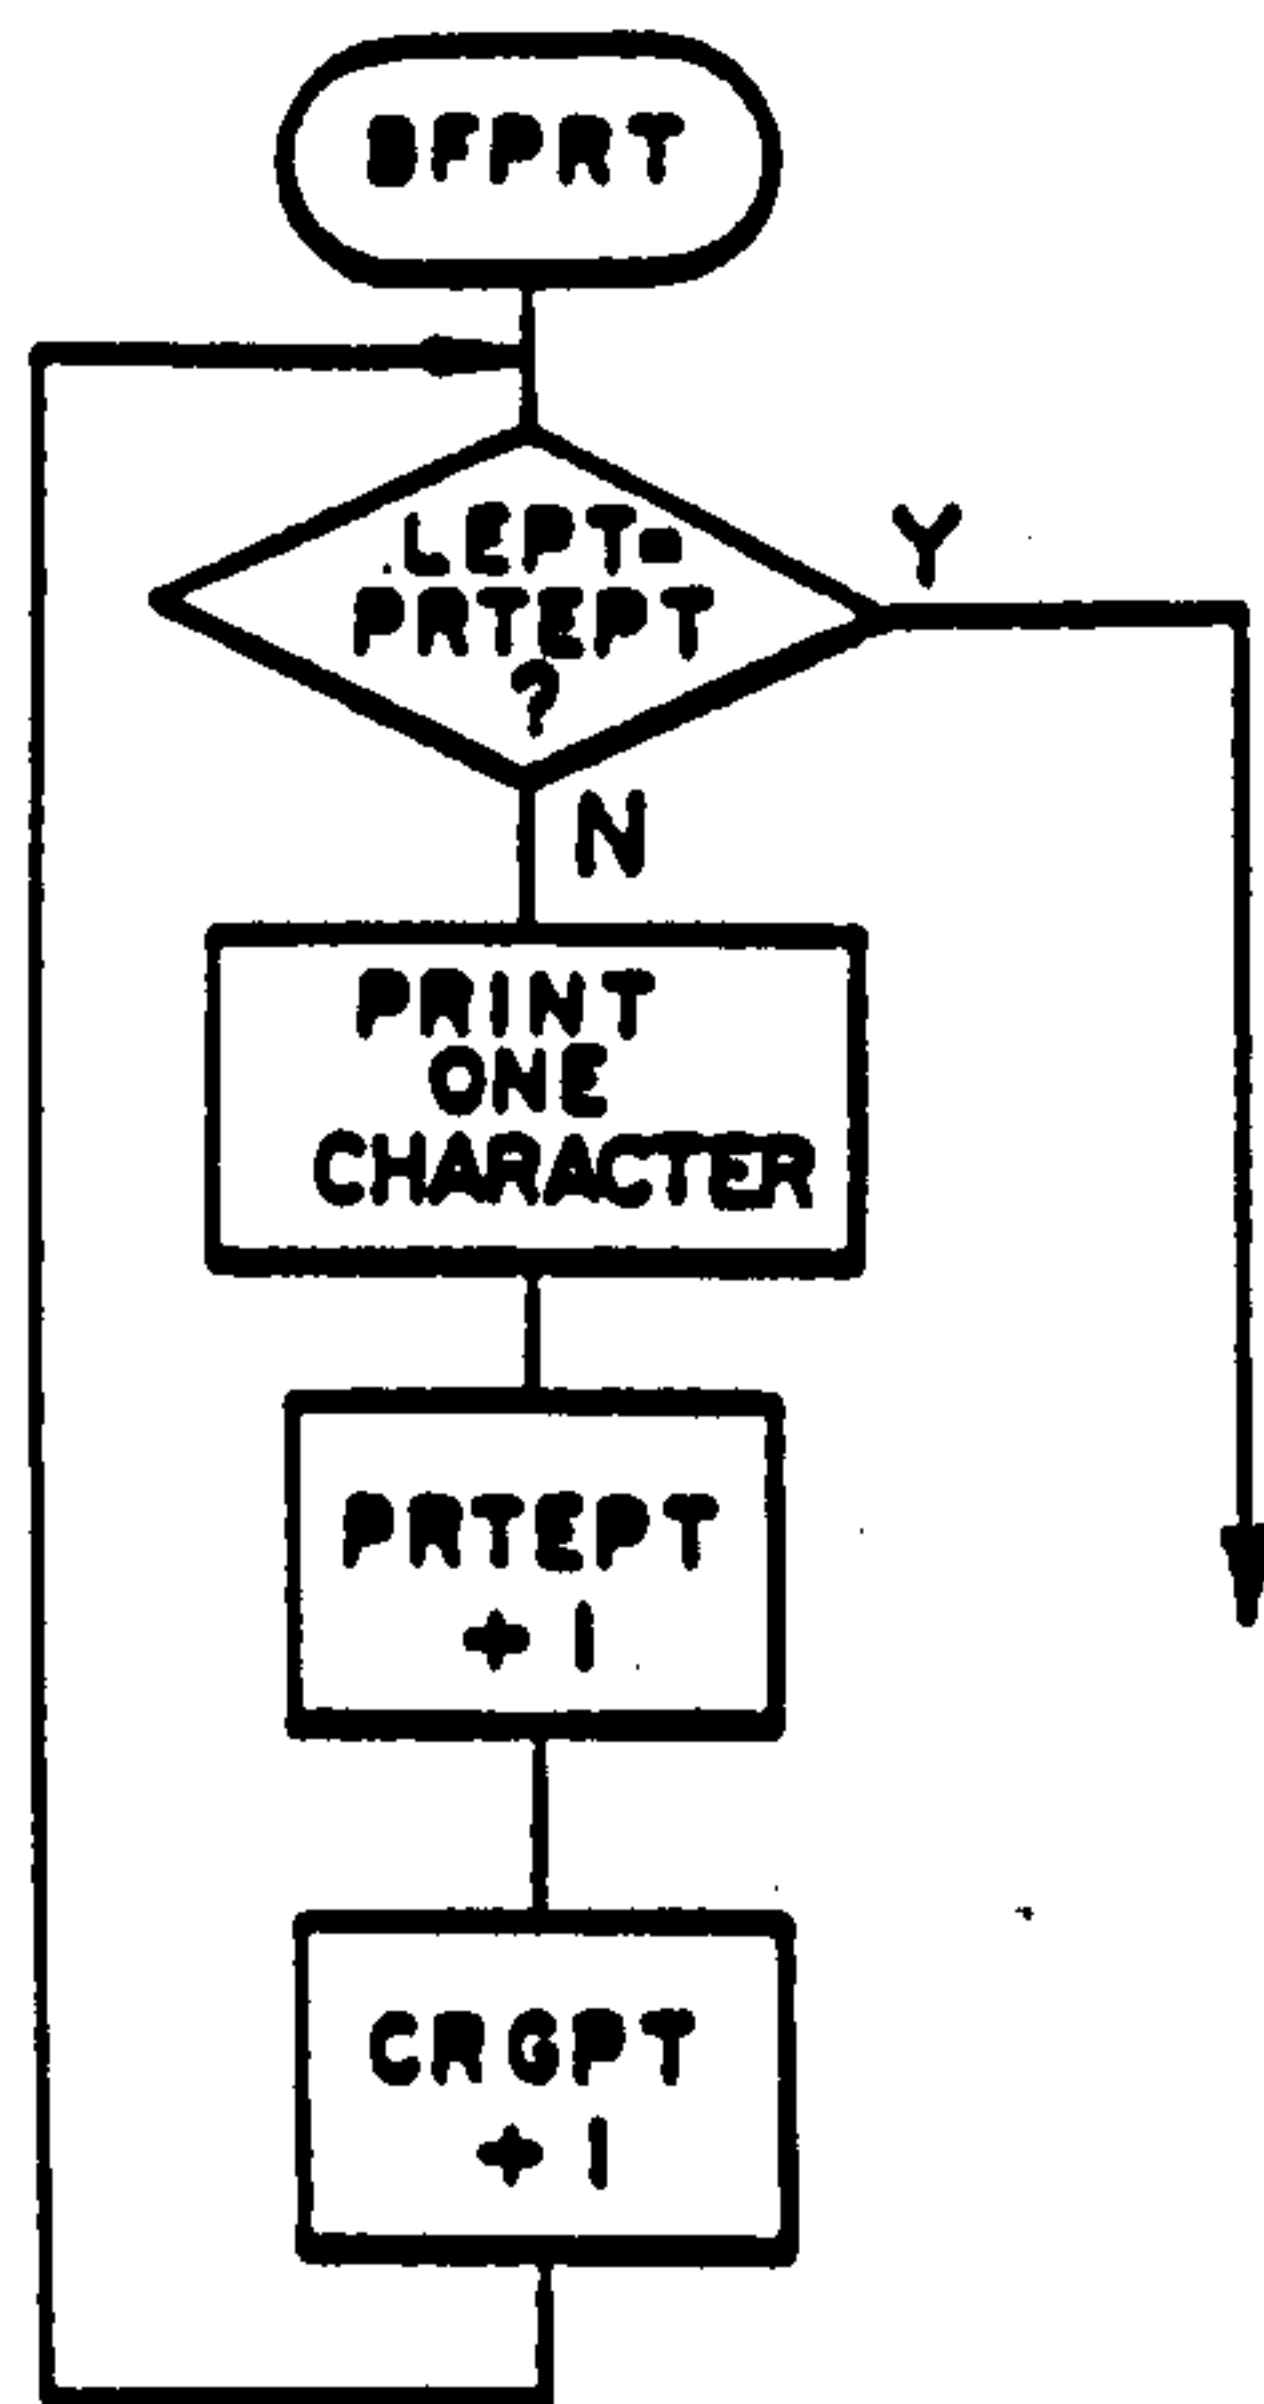 BFPRT
LEPT=
PRTEPT
?
Y
N
PRINT
ONE
CHARACTER
PRTEPT
+ 1
CRGPT
+ 1